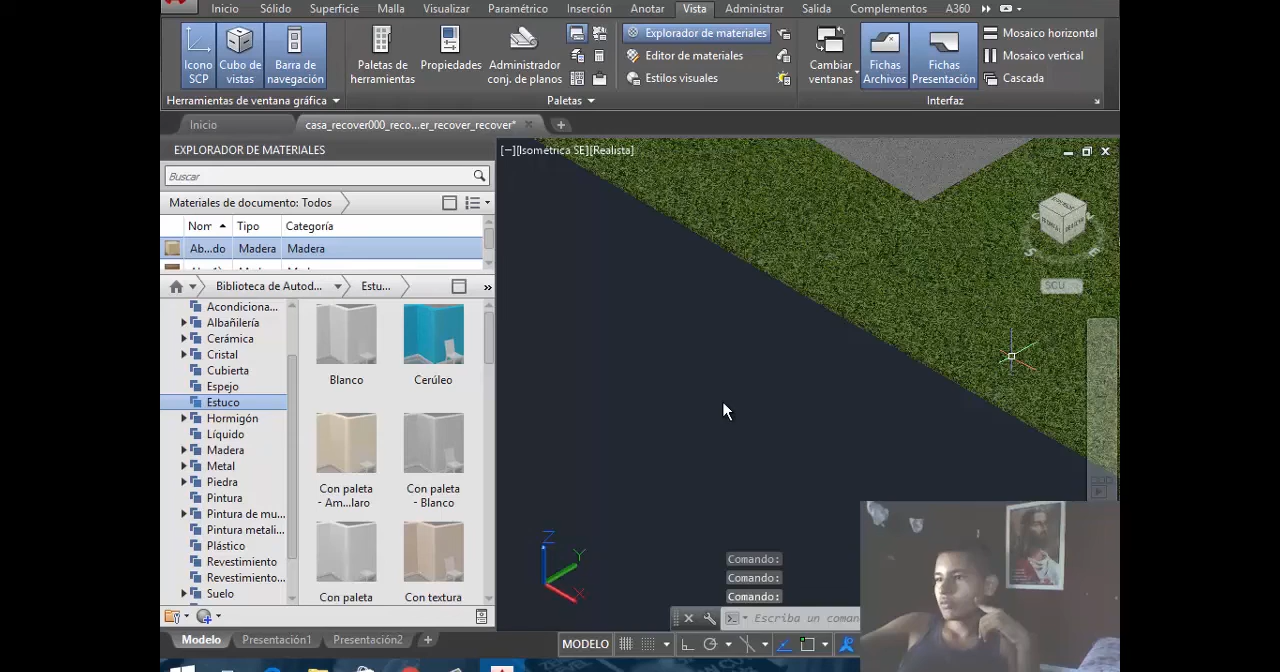 Inicio Sólido Superficie Malla Visualizar Paramétrico Inserción Anotar Vista Administrar Salida Complementos A360
Icono SCP
Cubo de vistas
Barra de navegación
Paletas de herramientas
Propiedades
Administrador conj. de planos
Explorador de materiales
Editor de materiales
Estilos visuales
Cambiar ventanas
Fichas Archivos
Fichas Presentación
Mosaico horizontal
Mosaico vertical
Cascada
Herramientas de ventana gráfica
Paletas
Interfaz
Inicio
casa_recover000_reco...er_recover_recover*
EXPLORADOR DE MATERIALES
[−][Isométrica SE][Realista]
Buscar
Materiales de documento: Todos
Nom Tipo Categoría
Ab...do Madera Madera
Biblioteca de Autod... Estu... »
Acondiciona...
Albañilería
Cerámica
Cristal
Cubierta
Espejo
Estuco
Hormigón
Líquido
Madera
Metal
Piedra
Pintura
Pintura de mu...
Pintura metali...
Plástico
Revestimiento
Revestimiento...
Suelo
Blanco
Cerúleo
Con paleta
- Am...laro
Con paleta
- Blanco
Con paleta
Con textura
S
E
SCU
Z
Y
X
Comando:
Comando:
Comando:
Escriba un coman
Modelo Presentación1 Presentación2 +
MODELO